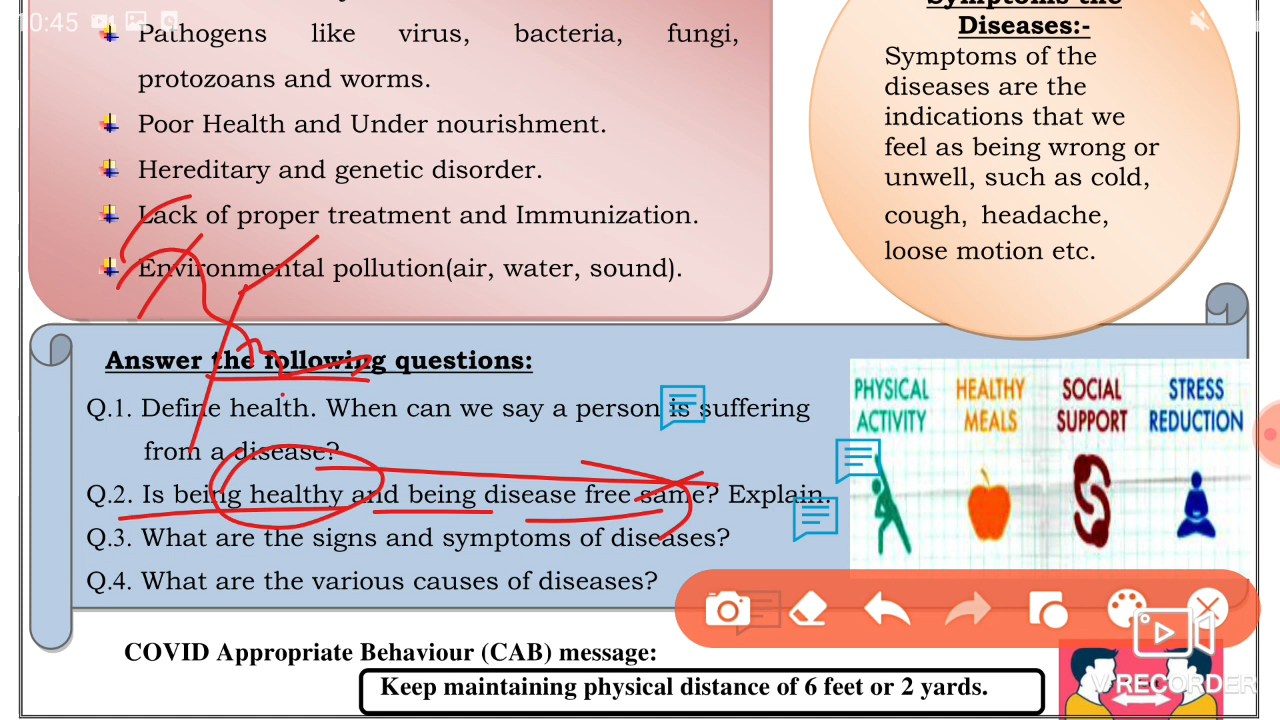 10:45
Symptoms the
Diseases:-
Pathogens like virus, bacteria, fungi,
protozoans and worms.
Poor Health and Under nourishment.
Hereditary and genetic disorder.
Lack of proper treatment and Immunization.
Environmental pollution(air, water, sound).
Symptoms of the
diseases are the
indications that we
feel as being wrong or
unwell, such as cold,
cough, headache,
loose motion etc.
Answer the following questions:
Q.1. Define health. When can we say a person is suffering
from a disease?
Q.2. Is being healthy and being disease free same? Explain.
Q.3. What are the signs and symptoms of diseases?
Q.4. What are the various causes of diseases?
PHYSICAL ACTIVITY
HEALTHY MEALS
SOCIAL SUPPORT
STRESS REDUCTION
COVID Appropriate Behaviour (CAB) message:
Keep maintaining physical distance of 6 feet or 2 yards.
V-RECORDER